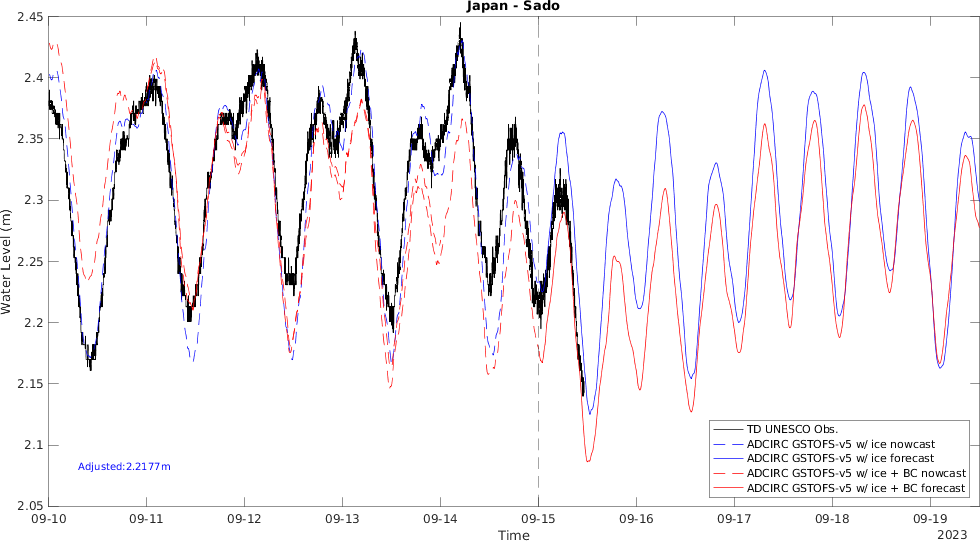 Japan - Sado
2.45
2.4
2.35
2.3
2.25
2.2
2.15
2.1
2.05
Water Level (m)
Adjusted:2.2177m
TD UNESCO Obs.
ADCIRC GSTOFS-v5 w/ ice nowcast
ADCIRC GSTOFS-v5 w/ ice forecast
ADCIRC GSTOFS-v5 w/ ice + BC nowcast
ADCIRC GSTOFS-v5 w/ ice + BC forecast
09-10 09-11 09-12 09-13 09-14 09-15 09-16 09-17 09-18 09-19
Time
2023